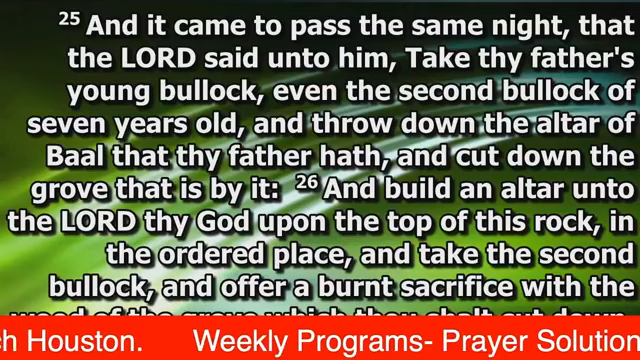 25 And it came to pass the same night, that
the LORD said unto him, Take thy father's
young bullock, even the second bullock of
seven years old, and throw down the altar of
Baal that thy father hath, and cut down the
grove that is by it: 26 And build an altar unto
the LORD thy God upon the top of this rock, in
the ordered place, and take the second
bullock, and offer a burnt sacrifice with the
wood of the grove which thou shalt cut down.
ch Houston. Weekly Programs- Prayer Solution